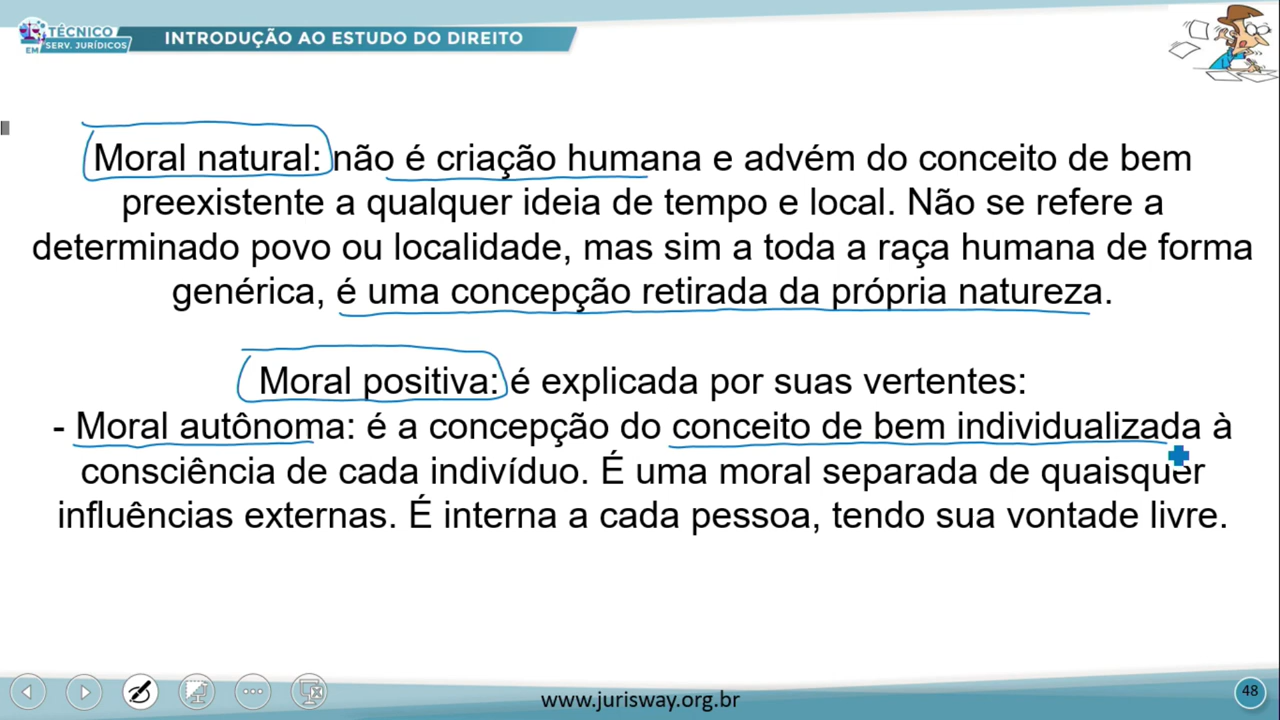 TÉCNICO
EM SERV. JURÍDICOS
INTRODUÇÃO AO ESTUDO DO DIREITO
Moral natural: não é criação humana e advém do conceito de bem
preexistente a qualquer ideia de tempo e local. Não se refere a
determinado povo ou localidade, mas sim a toda a raça humana de forma
genérica, é uma concepção retirada da própria natureza.
Moral positiva: é explicada por suas vertentes:
- Moral autônoma: é a concepção do conceito de bem individualizada à
consciência de cada indivíduo. É uma moral separada de quaisquer
influências externas. É interna a cada pessoa, tendo sua vontade livre.
www.jurisway.org.br
48